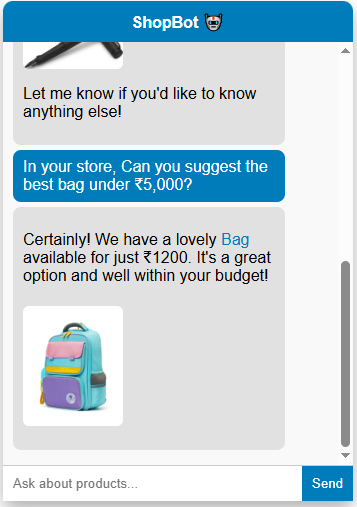 ShopBot
Let me know if you'd like to know
anything else!
In your store, Can you suggest the
best bag under ₹5,000?
Certainly! We have a lovely Bag
available for just ₹1200. It's a great
option and well within your budget!
Ask about products...
Send